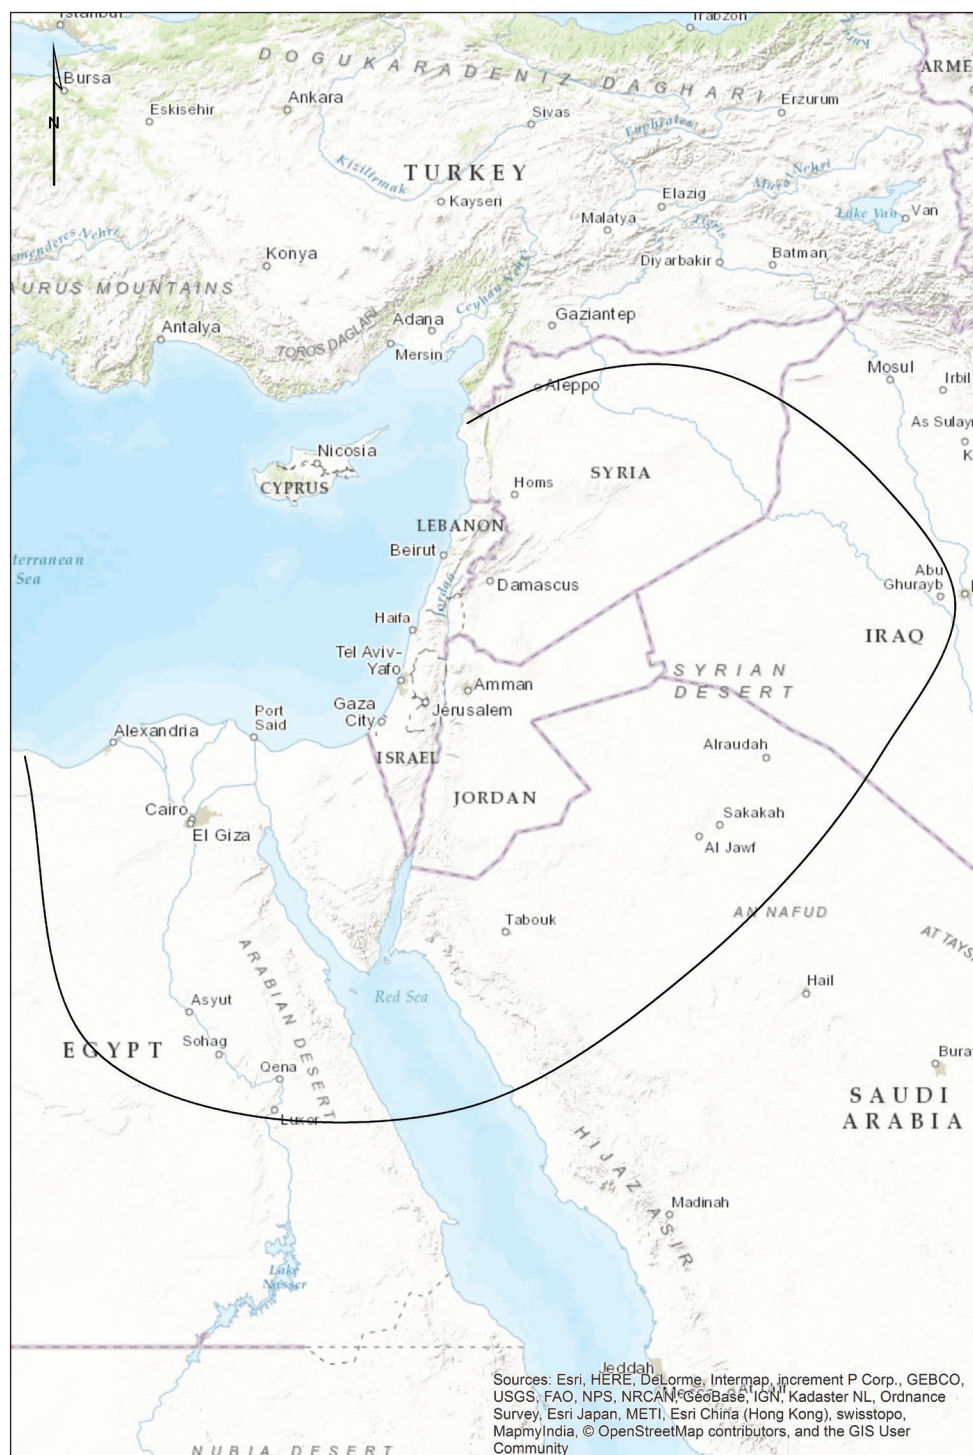 Istanbul
Trabzon
Bursa
N
DOGUKARADENIZ DAGHARI
ARME
Eskisehir
Ankara
Sivas
Erzurum
Euphrates
Kizilirmak
TURKEY
Murat Nehri
Kayseri
Elazig
Malatya
Tigris
Lake Van
Van
Konya
Diyarbakir
Batman
Ceyhan Nehri
AURUS MOUNTAINS
Antalya
TOROS DAGLARI
Adana
Gaziantep
Mersin
Mosul
Aleppo
Irbil
As Sulay
K
Nicosia
CYPRUS
SYRIA
Homs
LEBANON
Beirut
terranean
Sea
Damascus
Jordan
Abu
Ghurayb
Haifa
IRAQ
Tel Aviv-
Yafo
SYRIAN
DESERT
Amman
Gaza
City
Jerusalem
Port
Said
Alexandria
ISRAEL
Alraudah
JORDAN
Cairo
El Giza
Sakakah
Al Jawf
Tabouk
AN NAFUD
AT TAYS
ARABIAN DESERT
Red Sea
Hail
Asyut
Sohag
EGYPT
Qena
Luxor
Bura
SAUDI
ARABIA
HIJAZ ASIR
Madinah
Lake
Nasser
Jeddah
Sources: Esri, HERE, DeLorme, Intermap, increment P Corp., GEBCO,
USGS, FAO, NPS, NRCAN, GeoBase, IGN, Kadaster NL, Ordnance
Survey, Esri Japan, METI, Esri China (Hong Kong), swisstopo,
MapmyIndia, © OpenStreetMap contributors, and the GIS User
Community
NUBIA DESERT